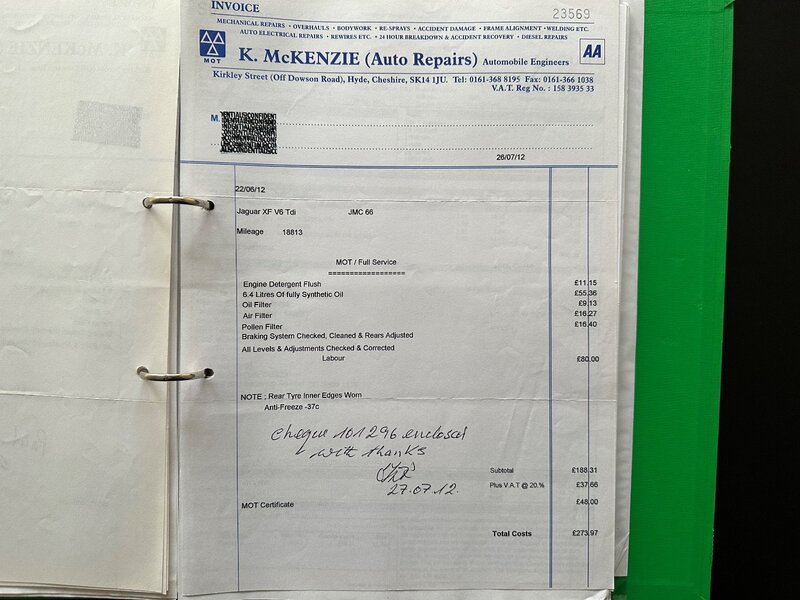 INVOICE
23569
MECHANICAL REPAIRS • OVERHAULS • BODYWORK • RE-SPRAYS • ACCIDENT DAMAGE • FRAME ALIGNMENT • WELDING ETC.
AUTO ELECTRICAL REPAIRS • REWIRES ETC. • 24 HOUR BREAKDOWN & ACCIDENT RECOVERY • DIESEL REPAIRS
MOT
K. McKENZIE (Auto Repairs) Automobile Engineers
AA
Kirkley Street (Off Dowson Road), Hyde, Cheshire, SK14 1JU. Tel: 0161-368 8195 Fax: 0161-366 1038
V.A.T. Reg No. : 158 3935 33
M.
26/07/12
22/06/12
Jaguar XF V6 Tdi JMC 66
Mileage 18813
MOT / Full Service
==================
Engine Detergent Flush £11.15
6.4 Litres Of fully Synthetic Oil £55.36
Oil Filter £9.13
Air Filter £16.27
Pollen Filter £16.40
Braking System Checked, Cleaned & Rears Adjusted
All Levels & Adjustments Checked & Corrected
Labour £80.00
NOTE ; Rear Tyre Inner Edges Worn
Anti-Freeze -37c
Cheque 101296 enclosed
with thanks
27.07.12.
Subtotal £188.31
Plus V.A.T @ 20.% £37.66
MOT Certificate £48.00
Total Costs £273.97